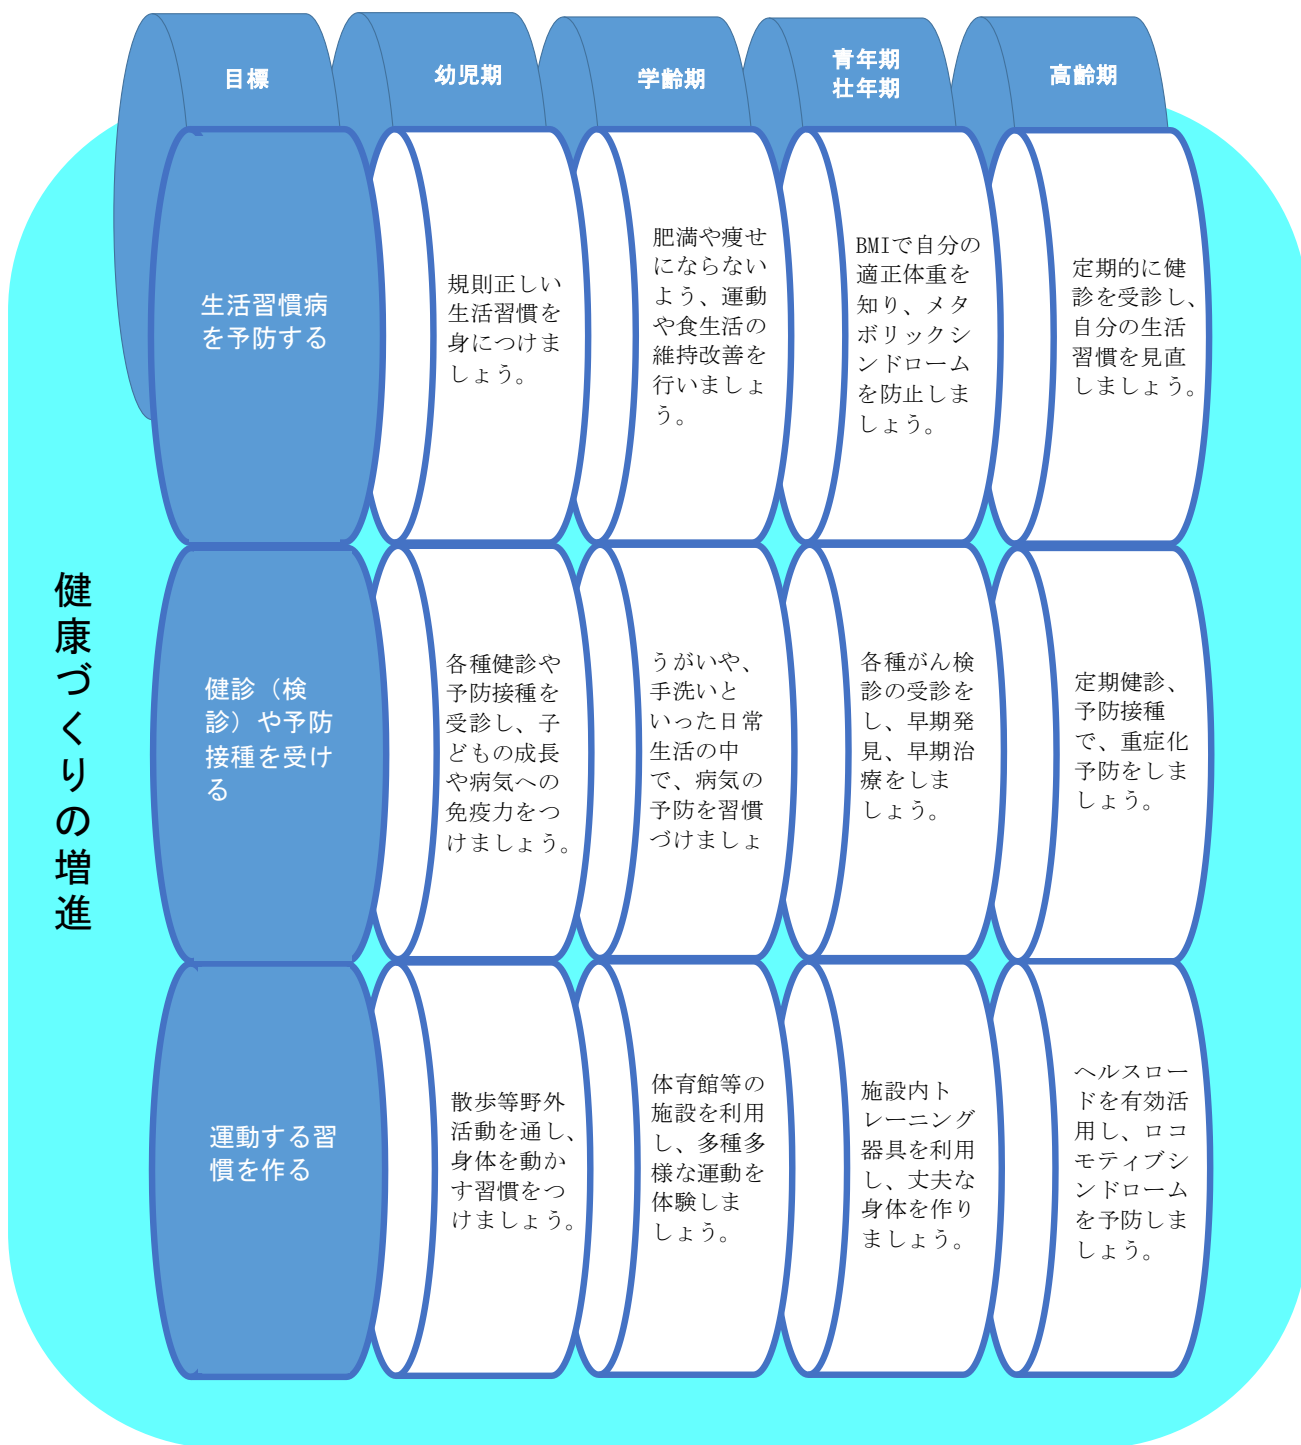 目標
幼児期
学齢期
青年期
壮年期
高齢期
健康づくりの増進
生活習慣病
を予防する
規則正しい
生活習慣を
身につけま
しょう。
肥満や痩せ
にならない
よう、運動
や食生活の
維持改善を
行いましょ
う。
BMIで自分の
適正体重を
知り、メタ
ボリックシ
ンドローム
を防止しま
しょう。
定期的に健
診を受診し、
自分の生活
習慣を見直
しましょう。
健診（検
診）や予防
接種を受け
る
各種健診や
予防接種を
受診し、子
どもの成長
や病気への
免疫力をつ
けましょう。
うがいや、
手洗いと
いった日常
生活の中
で、病気の
予防を習慣
づけましょ
各種がん検
診の受診を
し、早期発
見、早期治
療をしま
しょう。
定期健診、
予防接種
で、重症化
予防をしま
しょう。
運動する習
慣を作る
散歩等野外
活動を通し、
身体を動か
す習慣をつ
けましょう。
体育館等の
施設を利用
し、多種多
様な運動を
体験しま
しょう。
施設内ト
レーニング
器具を利用
し、丈夫な
身体を作り
ましょう。
ヘルスロー
ドを有効活
用し、ロコ
モティブシ
ンドローム
を予防しま
しょう。